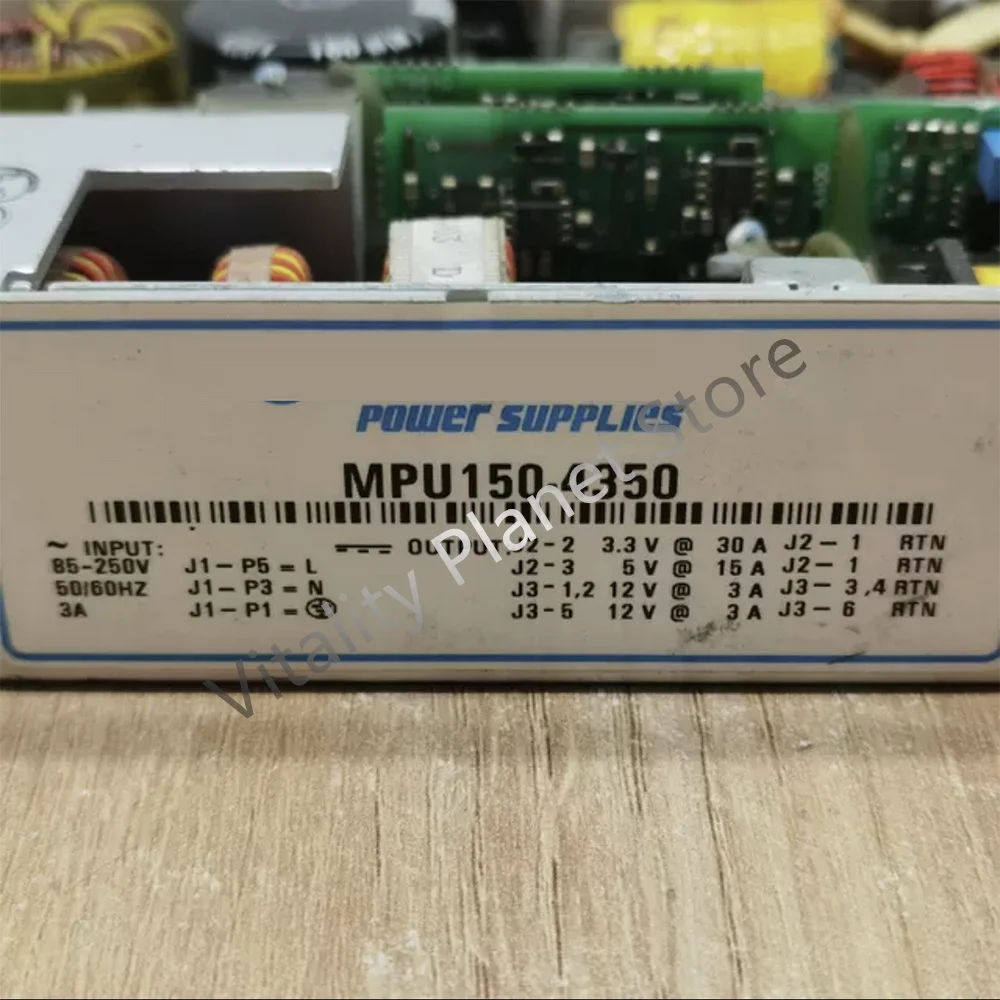 POWER SUPPLIES
MPU150-4350
~ INPUT:
85-250V J1-P5 = L
50/60HZ J1-P3 = N
3A J1-P1 =
OUTPUT: J2-2 3.3 V @ 30 A J2-1 RTN
J2-3 5 V @ 15 A J2-1 RTN
J3-1,2 12 V @ 3 A J3-3,4 RTN
J3-5 12 V @ 3 A J3-6 RTN
Vitality Planet Store